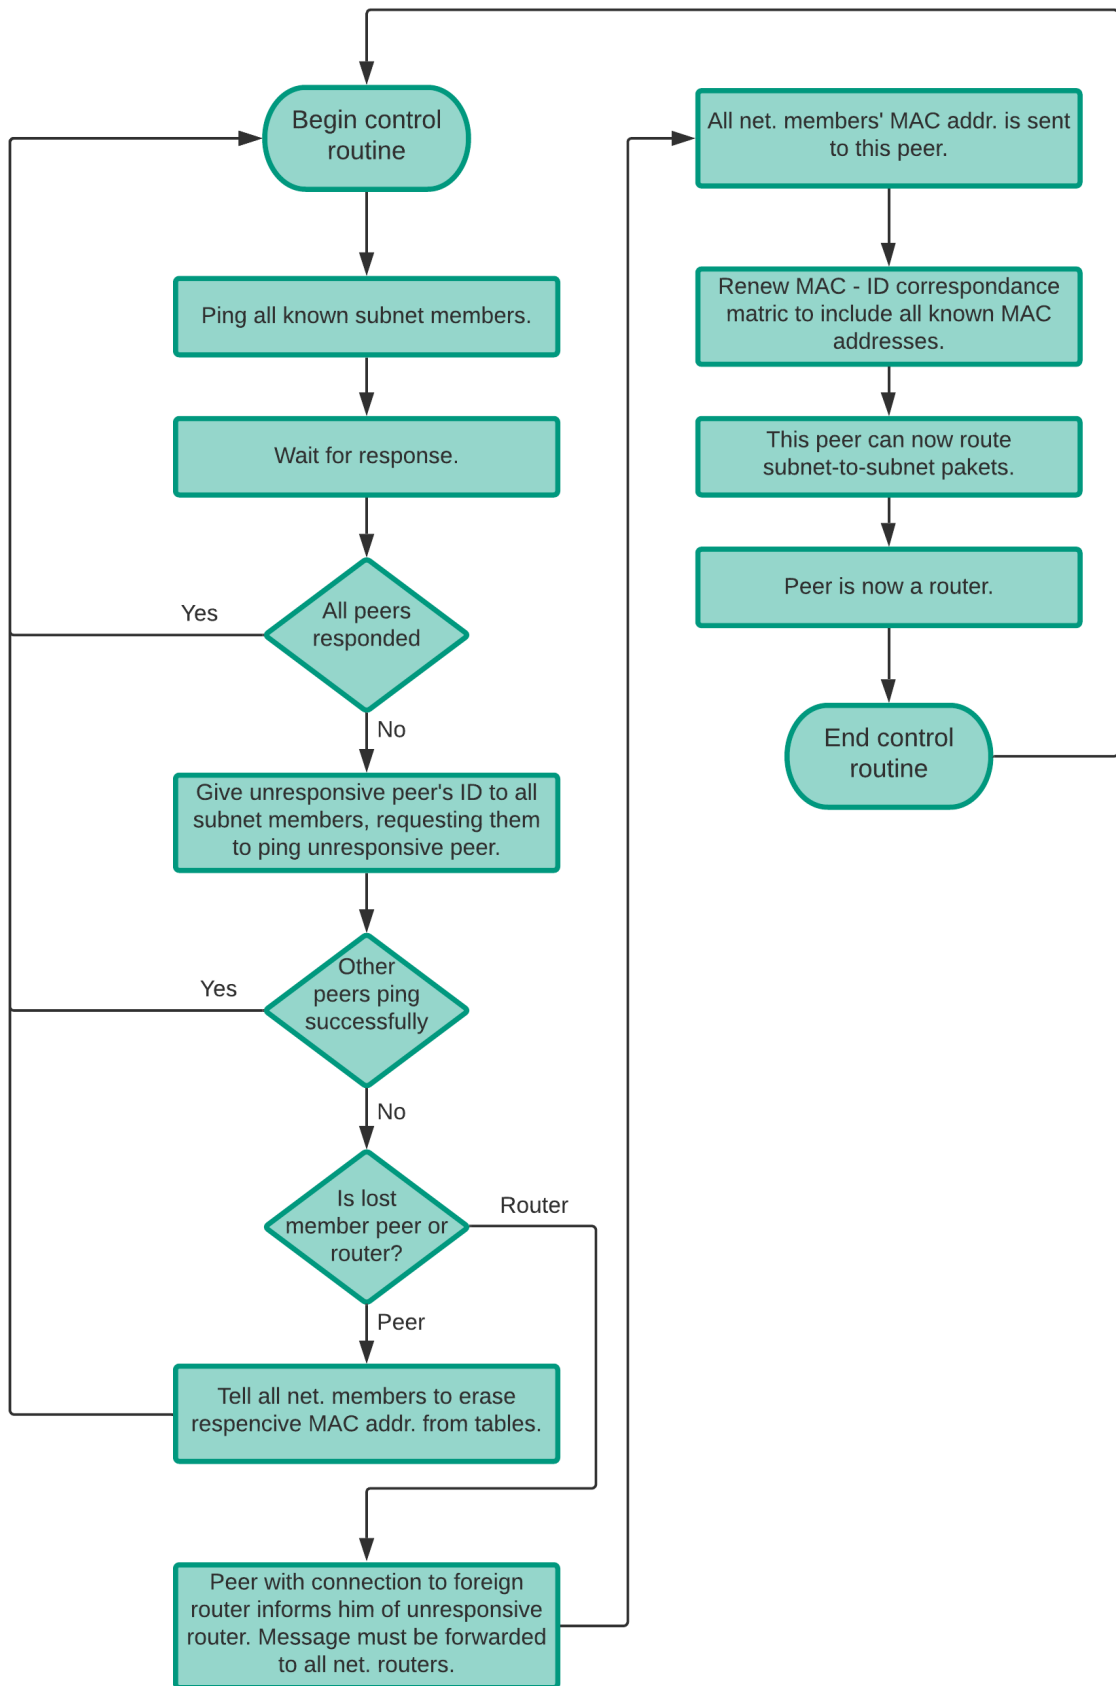 Begin control
routine
Ping all known subnet members.
Wait for response.
All peers
responded
Yes
No
Give unresponsive peer's ID to all
subnet members, requesting them
to ping unresponsive peer.
Other
peers ping
successfully
Yes
No
Is lost
member peer or
router?
Router
Peer
Tell all net. members to erase
respencive MAC addr. from tables.
Peer with connection to foreign
router informs him of unresponsive
router. Message must be forwarded
to all net. routers.
All net. members' MAC addr. is sent
to this peer.
Renew MAC - ID correspondance
matric to include all known MAC
addresses.
This peer can now route
subnet-to-subnet pakets.
Peer is now a router.
End control
routine